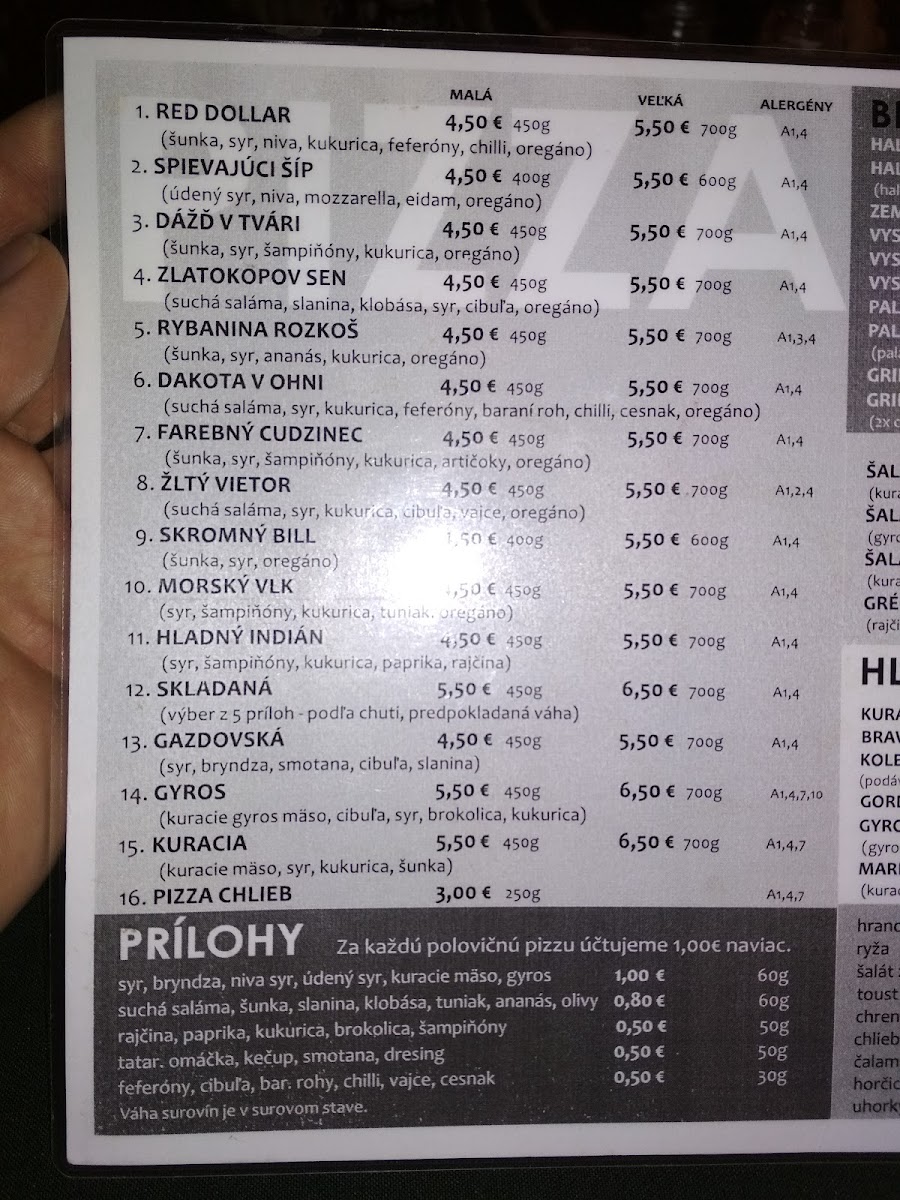 PIZZA
MALÁ VEĽKÁ ALERGÉNY
1. RED DOLLAR 4,50 € 450g 5,50 € 700g A1,4
(šunka, syr, niva, kukurica, feferóny, chilli, oregáno)
2. SPIEVAJÚCI ŠÍP 4,50 € 400g 5,50 € 600g A1,4
(údený syr, niva, mozzarella, eidam, oregáno)
3. DÁŽĎ V TVÁRI 4,50 € 450g 5,50 € 700g A1,4
(šunka, syr, šampiňóny, kukurica, oregáno)
4. ZLATOKOPOV SEN 4,50 € 450g 5,50 € 700g A1,4
(suchá saláma, slanina, klobása, syr, cibuľa, oregáno)
5. RYBANINA ROZKOŠ 4,50 € 450g 5,50 € 700g A1,3,4
(šunka, syr, ananás, kukurica, oregáno)
6. DAKOTA V OHNI 4,50 € 450g 5,50 € 700g A1,4
(suchá saláma, syr, kukurica, feferóny, baraní roh, chilli, cesnak, oregáno)
7. FAREBNÝ CUDZINEC 4,50 € 450g 5,50 € 700g A1,4
(šunka, syr, šampiňóny, kukurica, artičoky, oregáno)
8. ŽLTÝ VIETOR 4,50 € 450g 5,50 € 700g A1,2,4
(suchá saláma, syr, kukurica, cibuľa, vajce, oregáno)
9. SKROMNÝ BILL € 400g 5,50 € 600g A1,4
(šunka, syr, oregáno)
10. MORSKÝ VLK € 450g 5,50 € 700g A1,4
(syr, šampiňóny, kukurica, tuniak. oregáno)
11. HLADNÝ INDIÁN 4,50 € 450g 5,50 € 700g A1,4
(syr, šampiňóny, kukurica, paprika, rajčina)
12. SKLADANÁ 5,50 € 450g 6,50 € 700g A1,4
(výber z 5 príloh - podľa chuti, predpokladaná váha)
13. GAZDOVSKÁ 4,50 € 450g 5,50 € 700g A1,4
(syr, bryndza, smotana, cibuľa, slanina)
14. GYROS 5,50 € 450g 6,50 € 700g A1,4,7,10
(kuracie gyros mäso, cibuľa, syr, brokolica, kukurica)
15. KURACIA 5,50 € 450g 6,50 € 700g A1,4,7
(kuracie mäso, syr, kukurica, šunka)
16. PIZZA CHLIEB 3,00 € 250g A1,4,7
PRÍLOHY Za každú polovičnú pizzu účtujeme 1,00€ naviac.
syr, bryndza, niva syr, údený syr, kuracie mäso, gyros 1,00 € 60g
suchá saláma, šunka, slanina, klobása, tuniak, ananás, olivy 0,80 € 60g
rajčina, paprika, kukurica, brokolica, šampiňóny 0,50 € 50g
tatar. omáčka, kečup, smotana, dresing 0,50 € 50g
feferóny, cibuľa, bar. rohy, chilli, vajce, cesnak 0,50 € 30g
Váha surovín je v surovom stave.
ryža